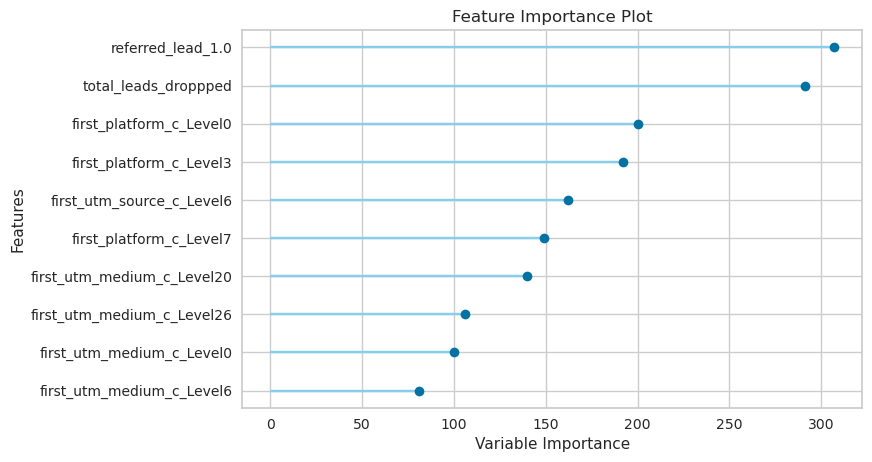 Feature Importance Plot
referred_lead_1.0
total_leads_droppped
first_platform_c_Level0
first_platform_c_Level3
first_utm_source_c_Level6
first_platform_c_Level7
first_utm_medium_c_Level20
first_utm_medium_c_Level26
first_utm_medium_c_Level0
first_utm_medium_c_Level6
Features
0 50 100 150 200 250 300
Variable Importance